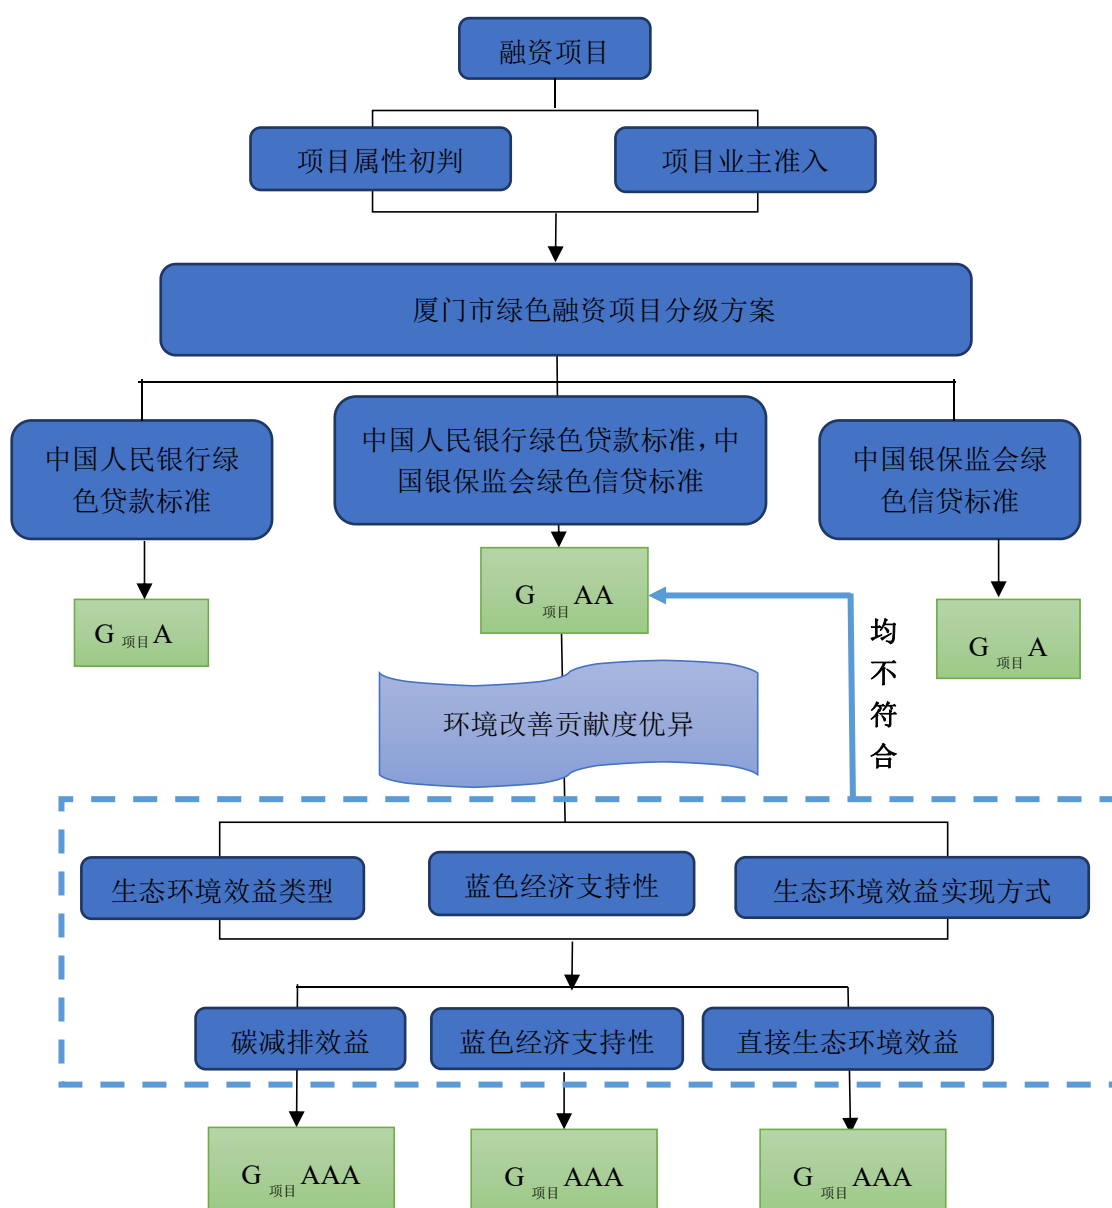 融资项目
项目属性初判
项目业主准入
厦门市绿色融资项目分级方案
中国人民银行绿
色贷款标准
中国人民银行绿色贷款标准，中
国银保监会绿色信贷标准
中国银保监会绿
色信贷标准
G 项目 A
G 项目 AA
G 项目 A
均
不
符
合
环境改善贡献度优异
生态环境效益类型
蓝色经济支持性
生态环境效益实现方式
碳减排效益
蓝色经济支持性
直接生态环境效益
G 项目 AAA
G 项目 AAA
G 项目 AAA